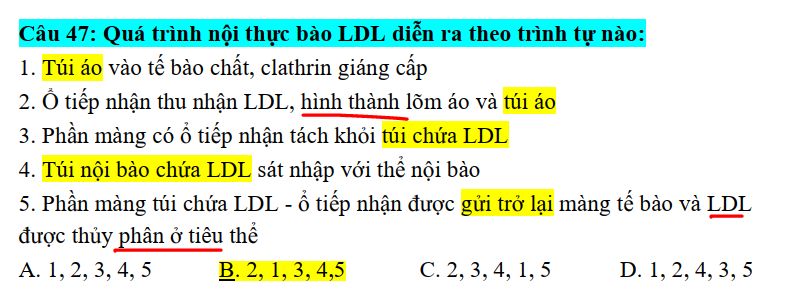 Câu 47: Quá trình nội thực bào LDL diễn ra theo trình tự nào:
1. Túi áo vào tế bào chất, clathrin giáng cấp
2. Ổ tiếp nhận thu nhận LDL, hình thành lõm áo và túi áo
3. Phần màng có ổ tiếp nhận tách khỏi túi chứa LDL
4. Túi nội bào chứa LDL sát nhập với thể nội bào
5. Phần màng túi chứa LDL - ổ tiếp nhận được gửi trở lại màng tế bào và LDL
được thủy phân ở tiêu thể
A. 1, 2, 3, 4, 5 B. 2, 1, 3, 4,5 C. 2, 3, 4, 1, 5 D. 1, 2, 4, 3, 5